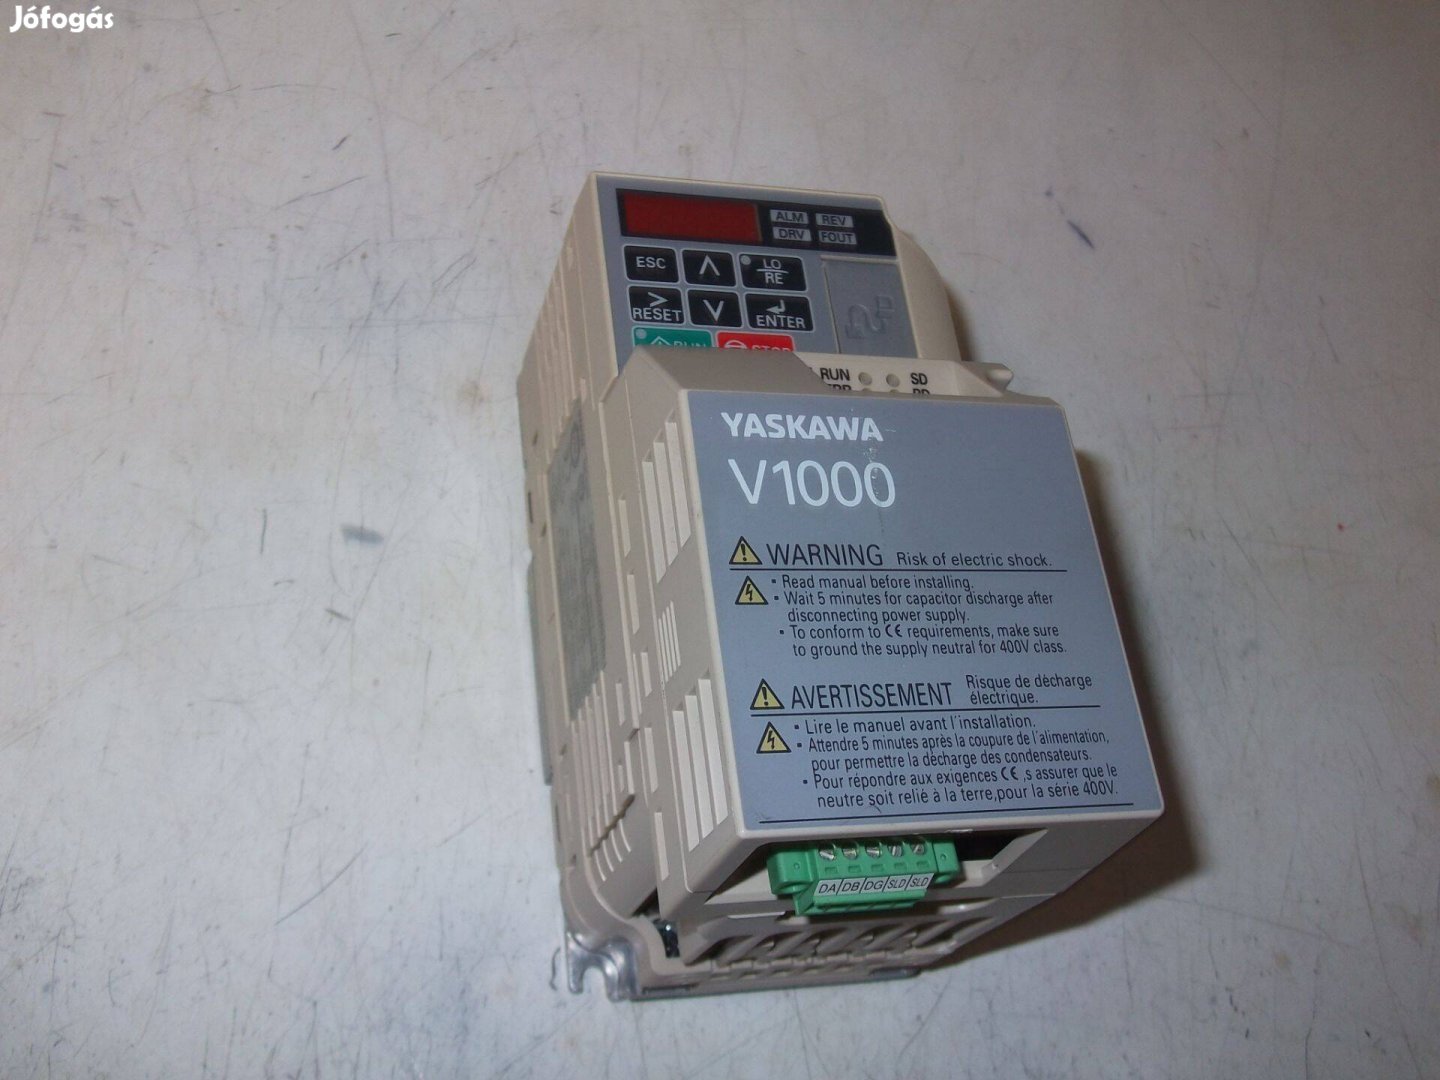 Jófogás
ALM REV
DRV FOUT
ESC LO
RE
RESET ENTER
RUN STOP
RUN SD
YASKAWA
V1000
WARNING Risk of electric shock.
• Read manual before installing.
• Wait 5 minutes for capacitor discharge after
disconnecting power supply.
• To conform to CE requirements, make sure
to ground the supply neutral for 400V class.
AVERTISSEMENT Risque de décharge
électrique.
• Lire le manuel avant l'installation.
• Attendre 5 minutes après la coupure de l'alimentation,
pour permettre la décharge des condensateurs.
• Pour répondre aux exigences CE ,s assurer que le
neutre soit relié à la terre,pour la série 400V.
DA DB DG SLD SLD